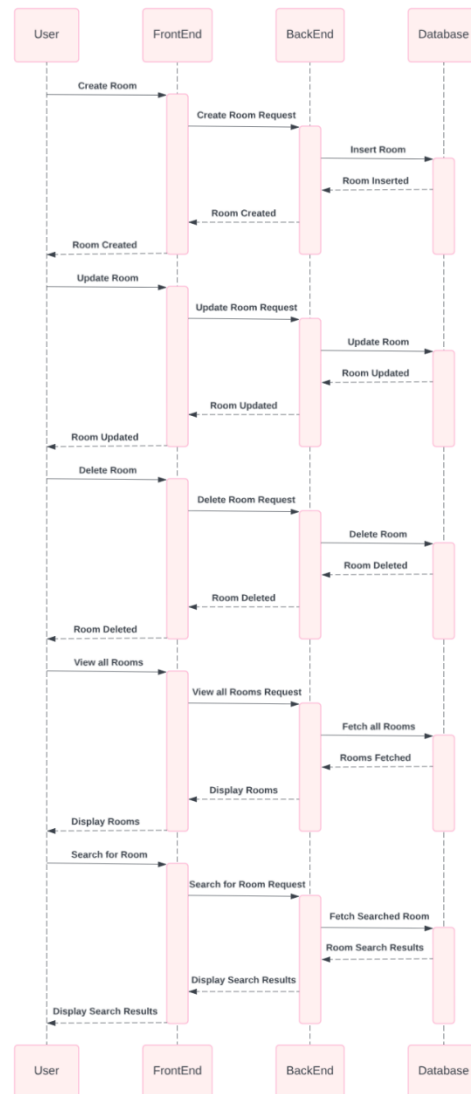 User
FrontEnd
BackEnd
Database
Create Room
Create Room Request
Insert Room
Room Inserted
Room Created
Room Created
Update Room
Update Room Request
Update Room
Room Updated
Room Updated
Room Updated
Delete Room
Delete Room Request
Delete Room
Room Deleted
Room Deleted
Room Deleted
View all Rooms
View all Rooms Request
Fetch all Rooms
Rooms Fetched
Display Rooms
Display Rooms
Search for Room
Search for Room Request
Fetch Searched Room
Room Search Results
Display Search Results
Display Search Results
User
FrontEnd
BackEnd
Database